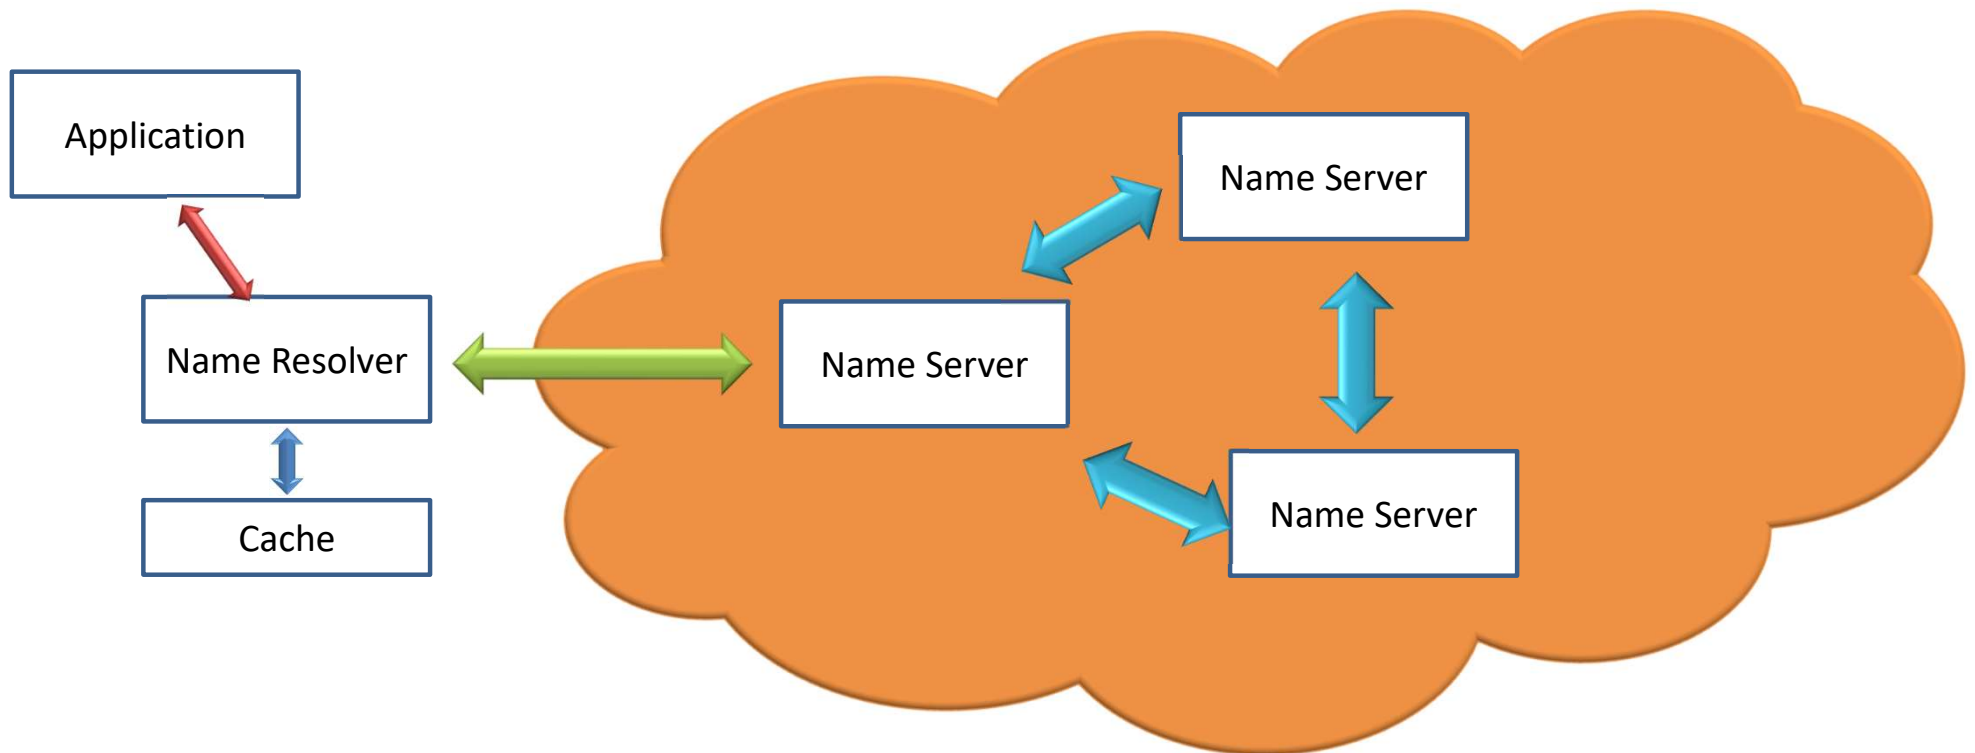 Application
Name Server
Name Resolver
Name Server
Cache
Name Server